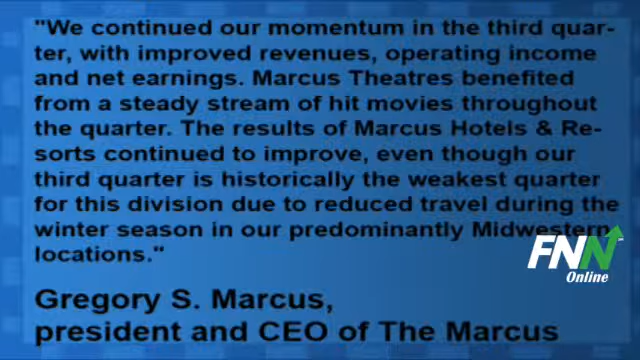 "We continued our momentum in the third quar-
ter, with improved revenues, operating income
and net earnings. Marcus Theatres benefited
from a steady stream of hit movies throughout
the quarter. The results of Marcus Hotels & Re-
sorts continued to improve, even though our
third quarter is historically the weakest quarter
for this division due to reduced travel during the
winter season in our predominantly Midwestern
locations."
FNN
Online
Gregory S. Marcus,
president and CEO of The Marcus